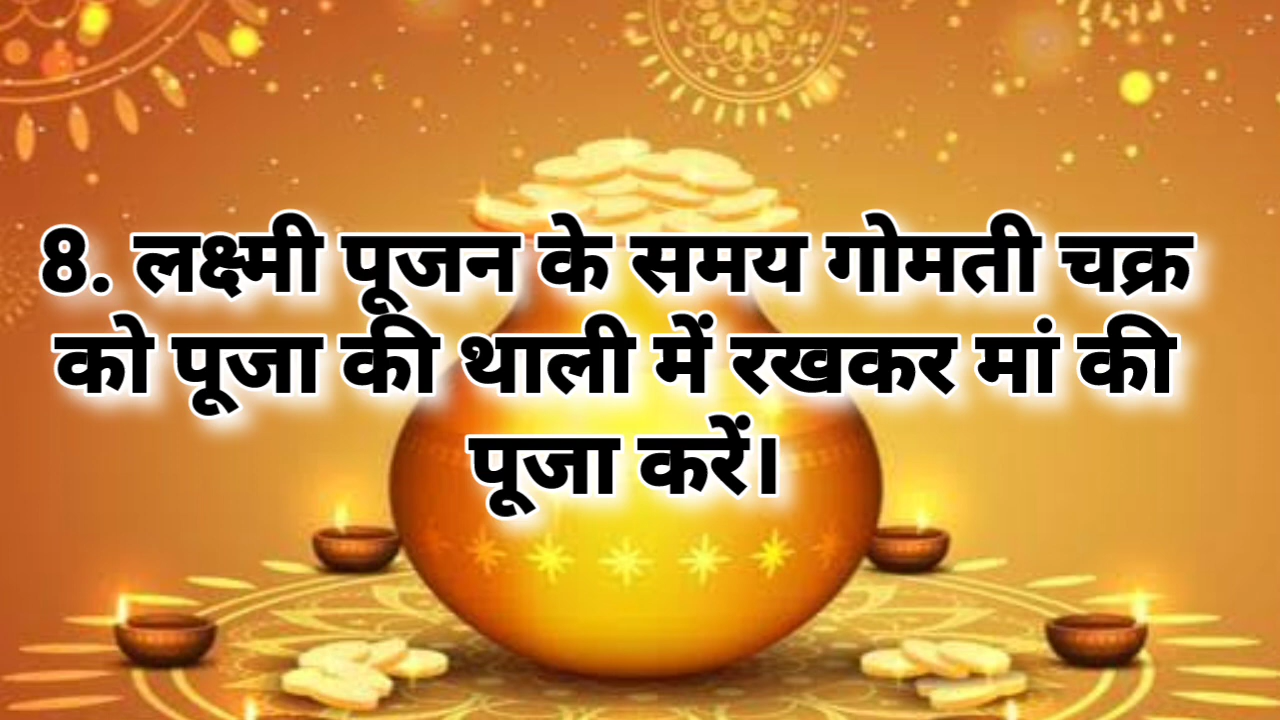 8. लक्ष्मी पूजन के समय गोमती चक्र
को पूजा की थाली में रखकर मां की
पूजा करें।